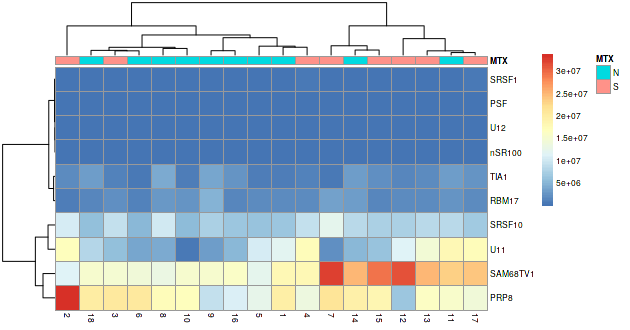 MTX
SRSF1
PSF
U12
nSR100
TIA1
RBM17
SRSF10
U11
SAM68TV1
PRP8
2 18 3 6 8 10 9 16 5 1 4 7 14 15 12 13 11 17
3e+07
2.5e+07
2e+07
1.5e+07
1e+07
5e+06
MTX
N
S